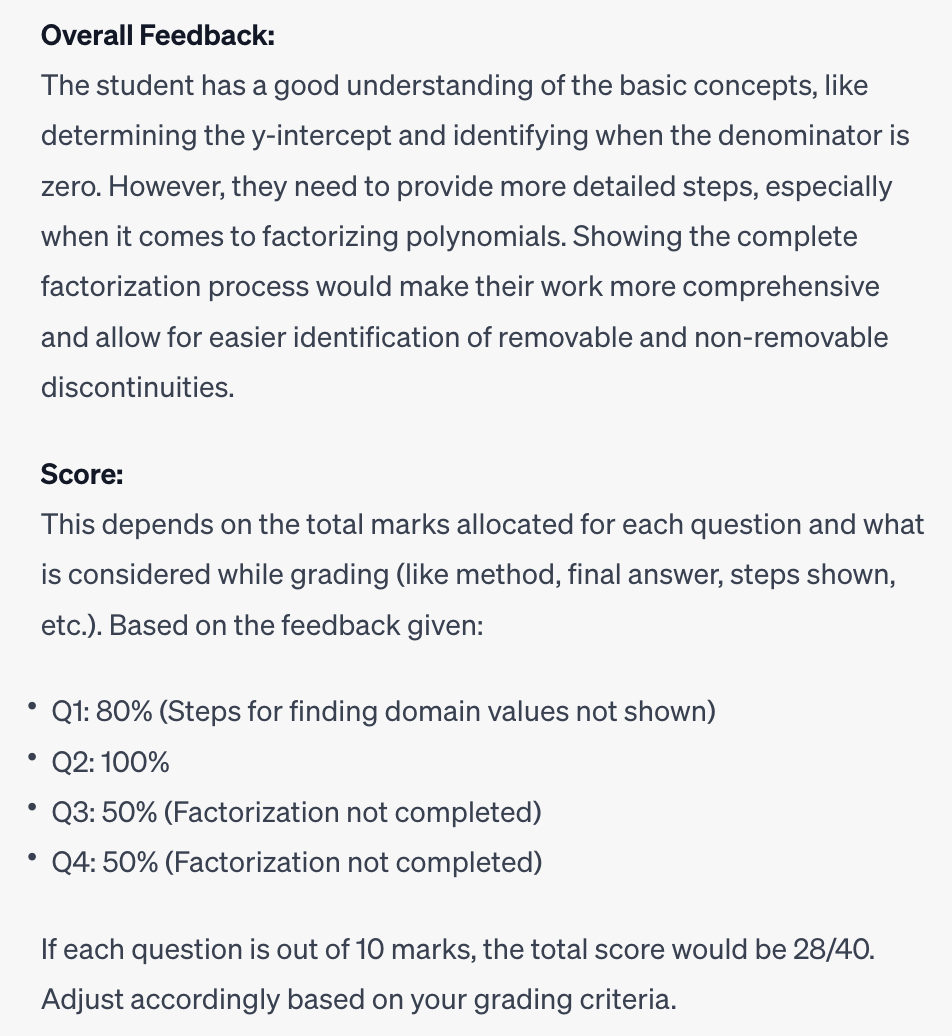 Overall Feedback:
The student has a good understanding of the basic concepts, like
determining the y-intercept and identifying when the denominator is
zero. However, they need to provide more detailed steps, especially
when it comes to factorizing polynomials. Showing the complete
factorization process would make their work more comprehensive
and allow for easier identification of removable and non-removable
discontinuities.
Score:
This depends on the total marks allocated for each question and what
is considered while grading (like method, final answer, steps shown,
etc.). Based on the feedback given:
• Q1: 80% (Steps for finding domain values not shown)
• Q2: 100%
• Q3: 50% (Factorization not completed)
• Q4: 50% (Factorization not completed)
If each question is out of 10 marks, the total score would be 28/40.
Adjust accordingly based on your grading criteria.